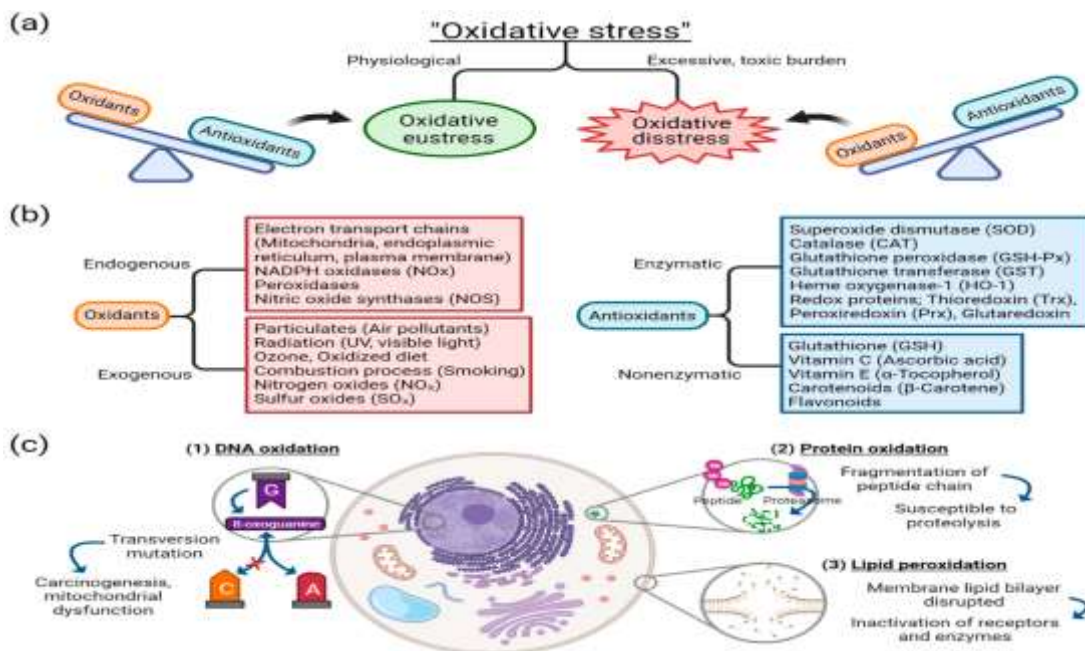 (a)
"Oxidative stress"
Physiological
Excessive, toxic burden
Oxidants
Antioxidants
Oxidative
eustress
Oxidative
disstress
Oxidants
Antioxidants
(b)
Endogenous
Electron transport chains
(Mitochondria, endoplasmic
reticulum, plasma membrane)
NADPH oxidases (NOx)
Peroxidases
Nitric oxide synthases (NOS)
Oxidants
Exogenous
Particulates (Air pollutants)
Radiation (UV, visible light)
Ozone, Oxidized diet
Combustion process (Smoking)
Nitrogen oxides (NOₓ)
Sulfur oxides (SOₓ)
Enzymatic
Superoxide dismutase (SOD)
Catalase (CAT)
Glutathione peroxidase (GSH-Px)
Glutathione transferase (GST)
Heme oxygenase-1 (HO-1)
Redox proteins; Thioredoxin (Trx),
Peroxiredoxin (Prx), Glutaredoxin
Antioxidants
Nonenzymatic
Glutathione (GSH)
Vitamin C (Ascorbic acid)
Vitamin E (α-Tocopherol)
Carotenoids (β-Carotene)
Flavonoids
(c)
(1) DNA oxidation
G
8-oxoguanine
Transversion
mutation
Carcinogenesis,
mitochondrial
dysfunction
C
A
(2) Protein oxidation
Peptide
Proteasome
Fragmentation of
peptide chain
Susceptible to
proteolysis
(3) Lipid peroxidation
Membrane lipid bilayer
disrupted
Inactivation of receptors
and enzymes